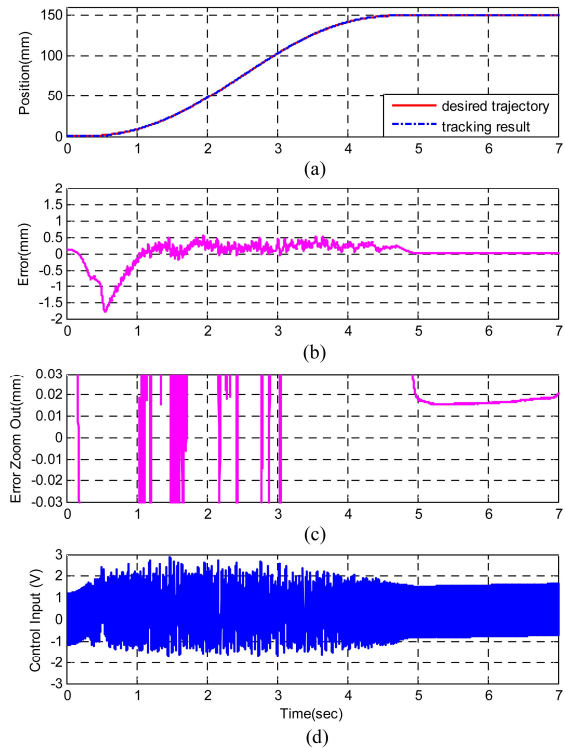 150
100
50
0
Position(mm)
desired trajectory
tracking result
0 1 2 3 4 5 6 7
(a)
2
1.5
1
0.5
0
-0.5
-1
-1.5
-2
Error(mm)
0 1 2 3 4 5 6 7
(b)
0.03
0.02
0.01
0
-0.01
-0.02
-0.03
Error Zoom Out(mm)
0 1 2 3 4 5 6 7
(c)
3
2
1
0
-1
-2
-3
Control Input (V)
0 1 2 3 4 5 6 7
Time(sec)
(d)